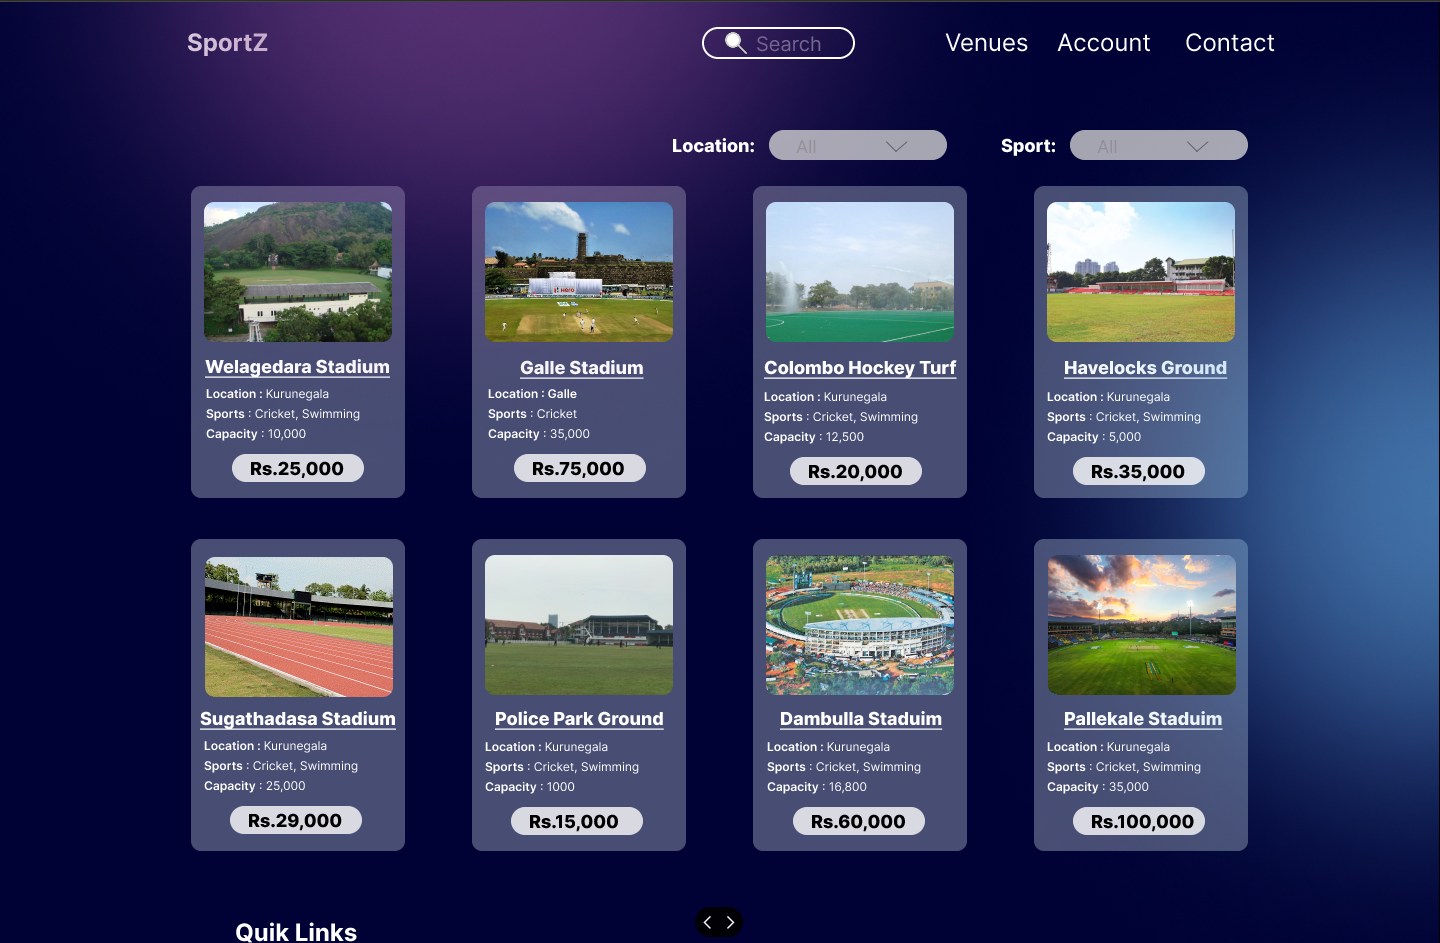 SportZ
Search
Venues
Account
Contact
Location:
All
Sport:
All
Welagedara Stadium
Location : Kurunegala
Sports : Cricket, Swimming
Capacity : 10,000
Rs.25,000
Galle Stadium
Location : Galle
Sports : Cricket
Capacity : 35,000
Rs.75,000
Colombo Hockey Turf
Location : Kurunegala
Sports : Cricket, Swimming
Capacity : 12,500
Rs.20,000
Havelocks Ground
Location : Kurunegala
Sports : Cricket, Swimming
Capacity : 5,000
Rs.35,000
Sugathadasa Stadium
Location : Kurunegala
Sports : Cricket, Swimming
Capacity : 25,000
Rs.29,000
Police Park Ground
Location : Kurunegala
Sports : Cricket, Swimming
Capacity : 1000
Rs.15,000
Dambulla Staduim
Location : Kurunegala
Sports : Cricket, Swimming
Capacity : 16,800
Rs.60,000
Pallekale Staduim
Location : Kurunegala
Sports : Cricket, Swimming
Capacity : 35,000
Rs.100,000
Quik Links